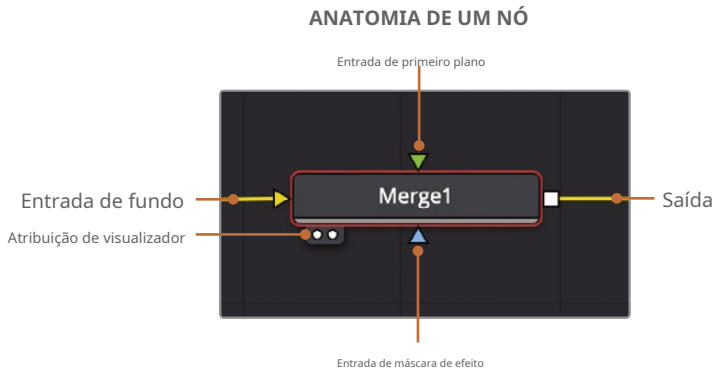 ANATOMIA DE UM NÓ
Entrada de primeiro plano
Merge1
Entrada de fundo
Saída
Atribuição de visualizador
Entrada de máscara de efeito